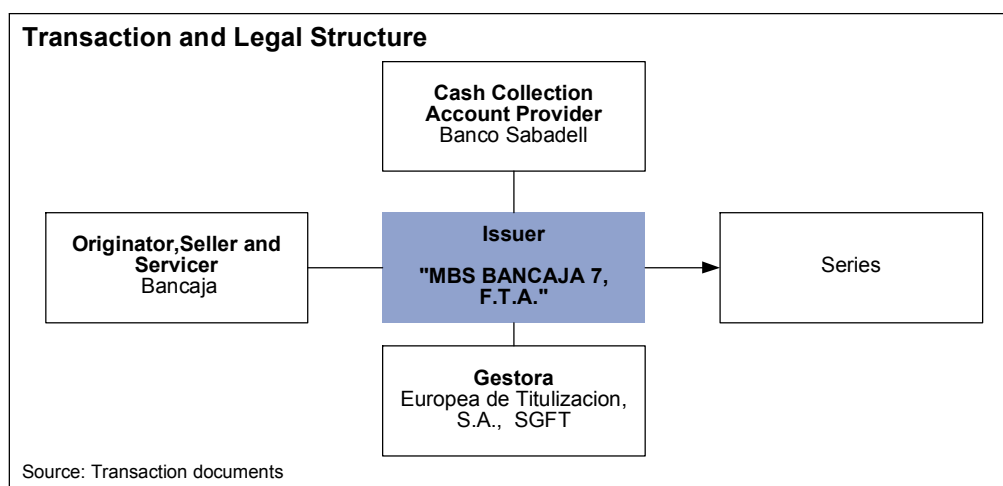 Transaction and Legal Structure
Cash Collection
Account Provider
Banco Sabadell
Originator,Seller and
Servicer
Bancaja
Issuer
"MBS BANCAJA 7,
F.T.A."
Series
Gestora
Europea de Titulizacion,
S.A., SGFT
Source: Transaction documents